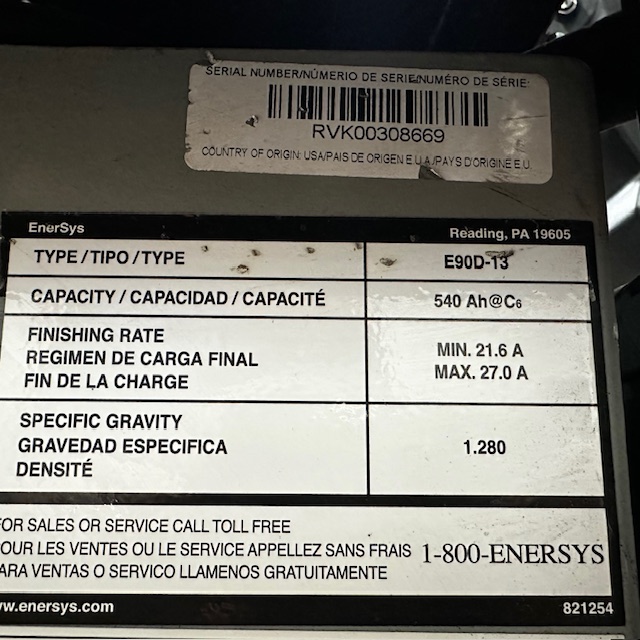 SERIAL NUMBER/NÚMERIO DE SERIE/NUMÉRO DE SÉRIE:
RVK00308669
COUNTRY OF ORIGIN: USA/PAIS DE ORIGEN E.U.A./PAYS D'ORIGINE E.U.
EnerSys Reading, PA 19605
TYPE / TIPO / TYPE E90D-13
CAPACITY / CAPACIDAD / CAPACITÉ 540 Ah@C6
FINISHING RATE
REGIMEN DE CARGA FINAL
FIN DE LA CHARGE
MIN. 21.6 A
MAX. 27.0 A
SPECIFIC GRAVITY
GRAVEDAD ESPECIFICA
DENSITÉ
1.280
FOR SALES OR SERVICE CALL TOLL FREE
POUR LES VENTES OU LE SERVICE APPELLEZ SANS FRAIS
PARA VENTAS O SERVICO LLAMENOS GRATUITAMENTE
1-800-ENERSYS
www.enersys.com 821254